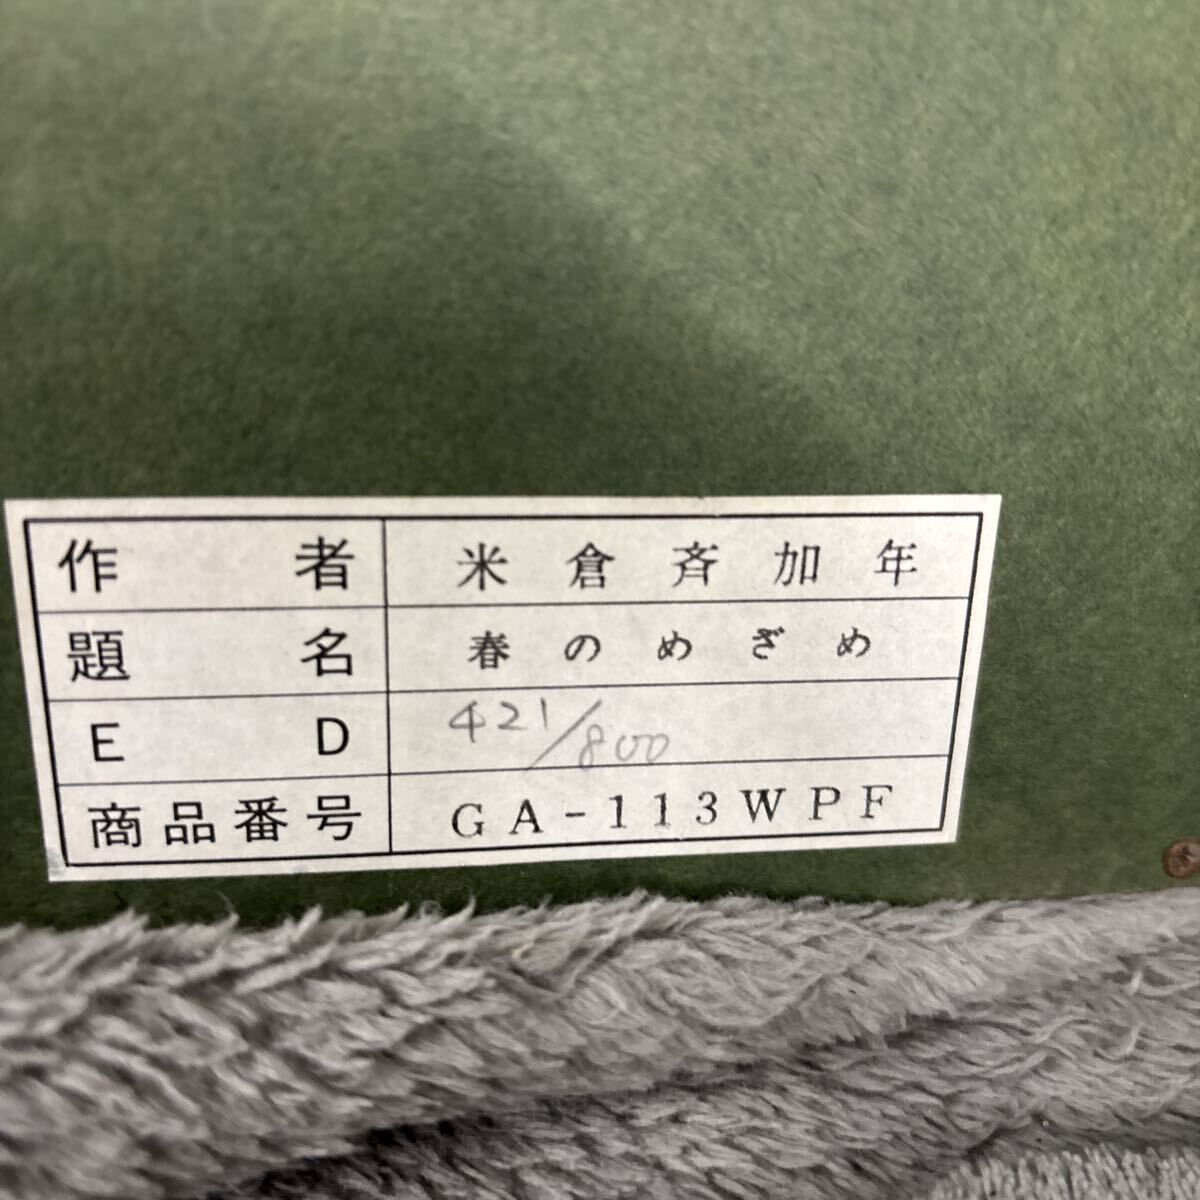 作者 米倉斉加年
題名 春のめざめ
ED 421/800
商品番号 GA-113WPF